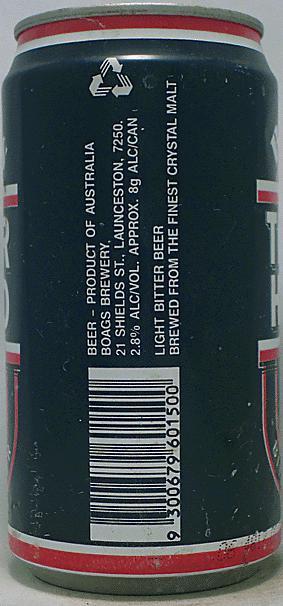 BEER – PRODUCT OF AUSTRALIA
BOAGS BREWERY,
21 SHIELDS ST., LAUNCESTON, 7250.
2.8% ALC/VOL. APPROX. 8g ALC/CAN
LIGHT BITTER BEER
BREWED FROM THE FINEST CRYSTAL MALT
9 300679 601500